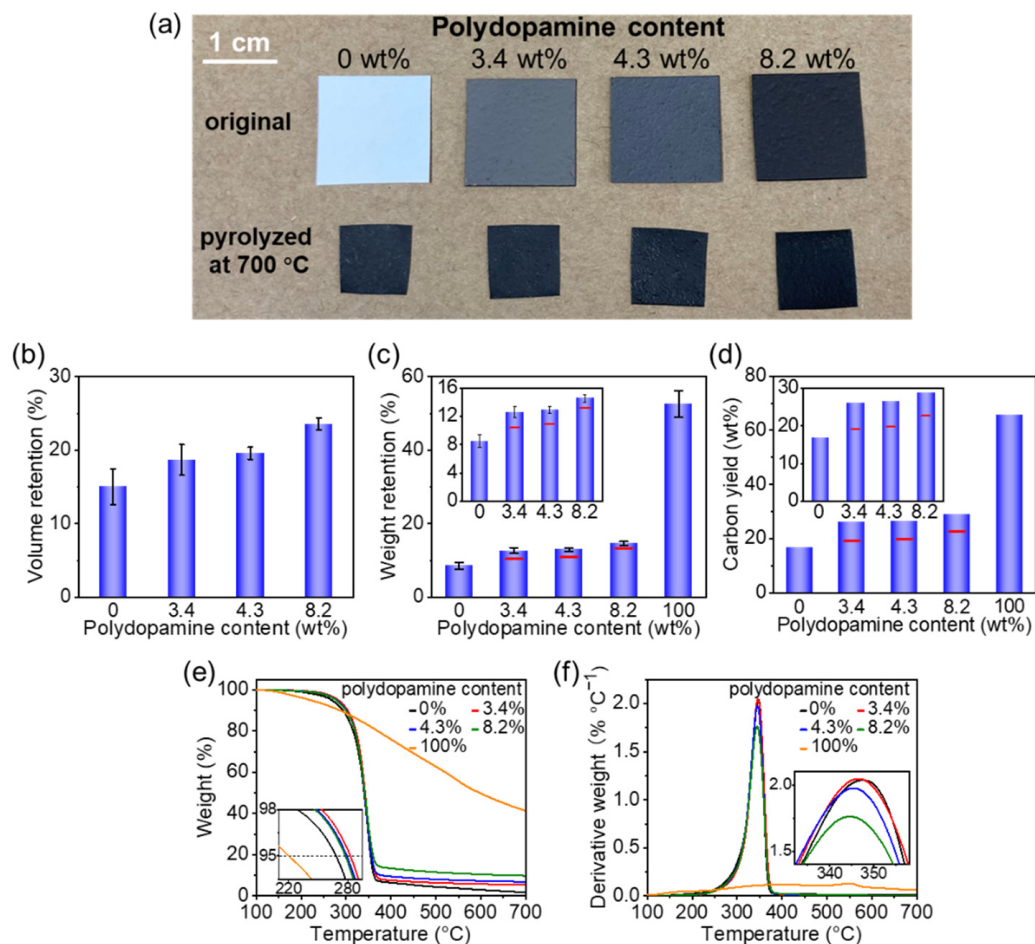 (a)
Polydopamine content
1 cm
0 wt% 3.4 wt% 4.3 wt% 8.2 wt%
original
pyrolyzed
at 700 °C
(b)
30
20
10
0
Volume retention (%)
0 3.4 4.3 8.2
Polydopamine content (wt%)
(c)
60
40
20
0
Weight retention (%)
16
12
8
4
0
0 3.4 4.3 8.2
0 3.4 4.3 8.2 100
Polydopamine content (wt%)
(d)
80
60
40
20
0
Carbon yield (wt%)
30
20
10
0
0 3.4 4.3 8.2
0 3.4 4.3 8.2 100
Polydopamine content (wt%)
(e)
100
80
60
40
20
0
Weight (%)
polydopamine content
0% 3.4%
4.3% 8.2%
100%
98
95
220 280
100 200 300 400 500 600 700
Temperature (°C)
(f)
2.0
1.5
1.0
0.5
0.0
Derivative weight (% °C⁻¹)
polydopamine content
0% 3.4%
4.3% 8.2%
100%
2.0
1.5
340 350
100 200 300 400 500 600 700
Temperature (°C)